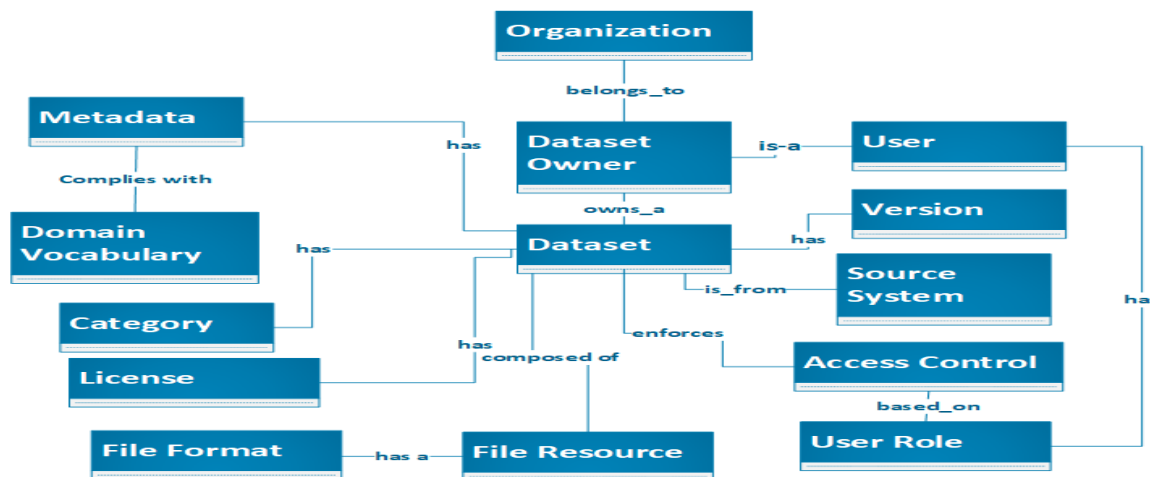 Organization
belongs_to
Metadata
has
Dataset
Owner
is-a
User
Complies with
owns_a
Domain
Vocabulary
Dataset
Version
has
has
Source
System
is_from
Category
enforces
ha
has
composed of
License
Access Control
based_on
File Format
has a
File Resource
User Role